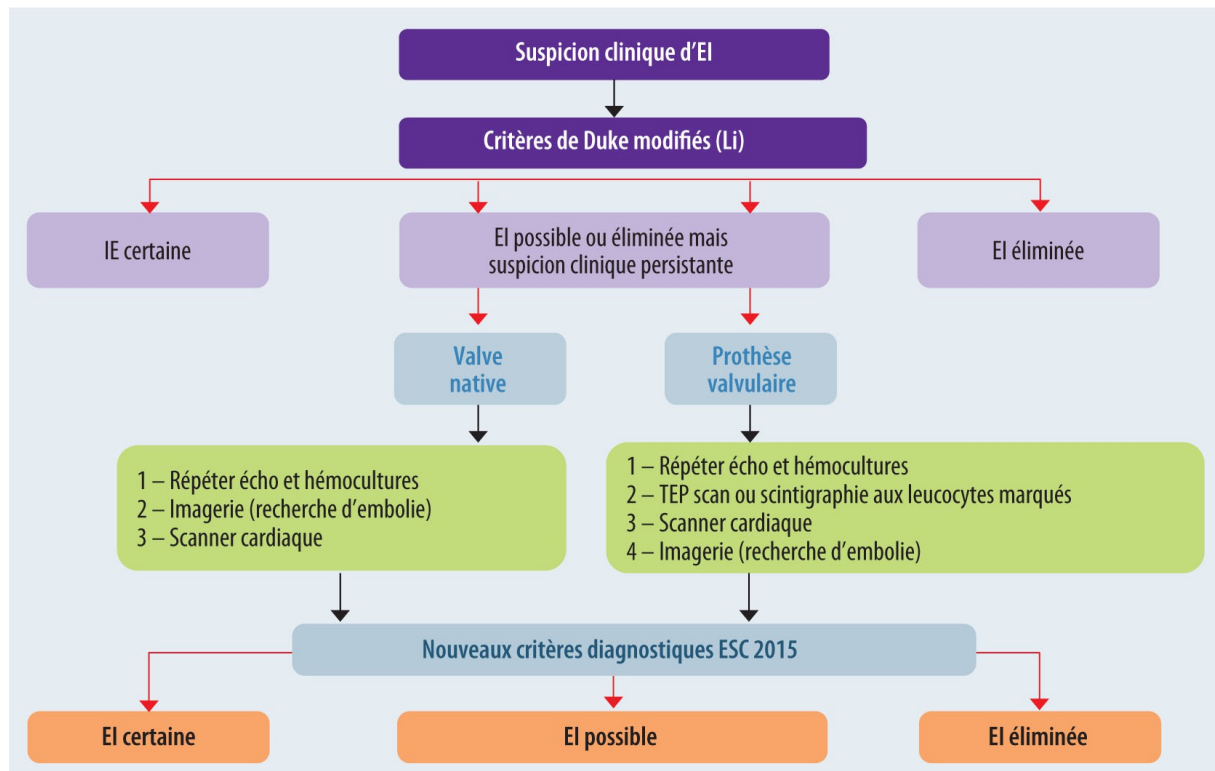 Suspicion clinique d’EI
Critères de Duke modifiés (Li)
IE certaine
EI possible ou éliminée mais
suspicion clinique persistante
EI éliminée
Valve
native
Prothèse
valvulaire
1 – Répéter écho et hémocultures
2 – Imagerie (recherche d’embolie)
3 – Scanner cardiaque
1 – Répéter écho et hémocultures
2 – TEP scan ou scintigraphie aux leucocytes marqués
3 – Scanner cardiaque
4 – Imagerie (recherche d’embolie)
Nouveaux critères diagnostiques ESC 2015
EI certaine
EI possible
EI éliminée